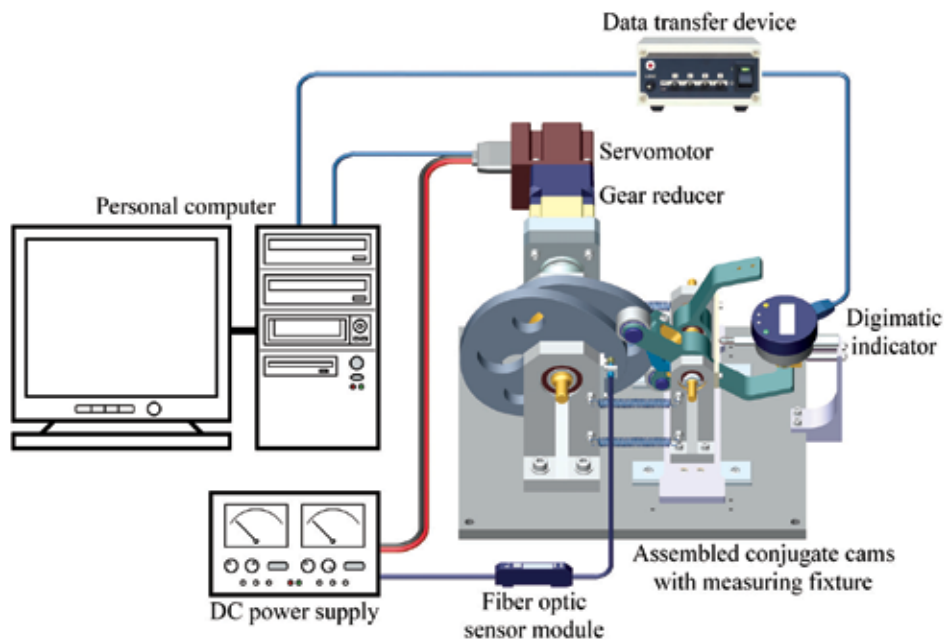 Data transfer device
Servomotor
Gear reducer
Personal computer
Digimatic
indicator
Assembled conjugate cams
with measuring fixture
DC power supply
Fiber optic
sensor module